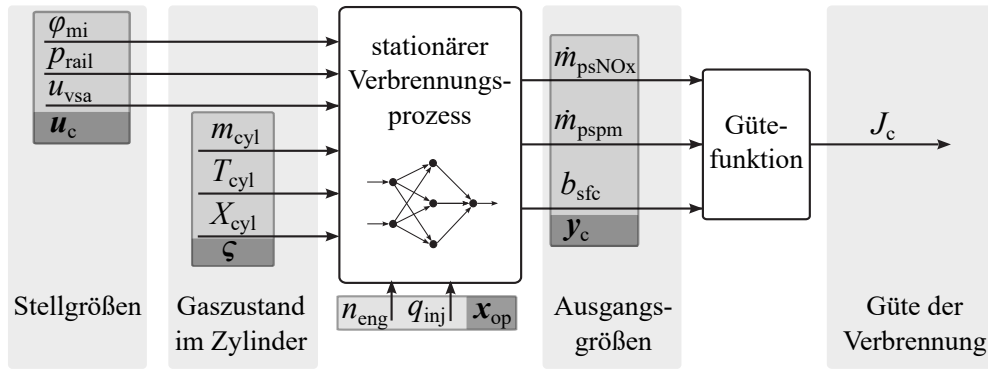 φmi
prail
uvsa
uc
mcyl
Tcyl
Xcyl
ς
stationärer
Verbrennungs-
prozess
neng qinj xop
ṁpsNOx
ṁpspm
bsfc
yc
Güte-
funktion
Jc
Stellgrößen
Gaszustand
im Zylinder
Ausgangs-
größen
Güte der
Verbrennung